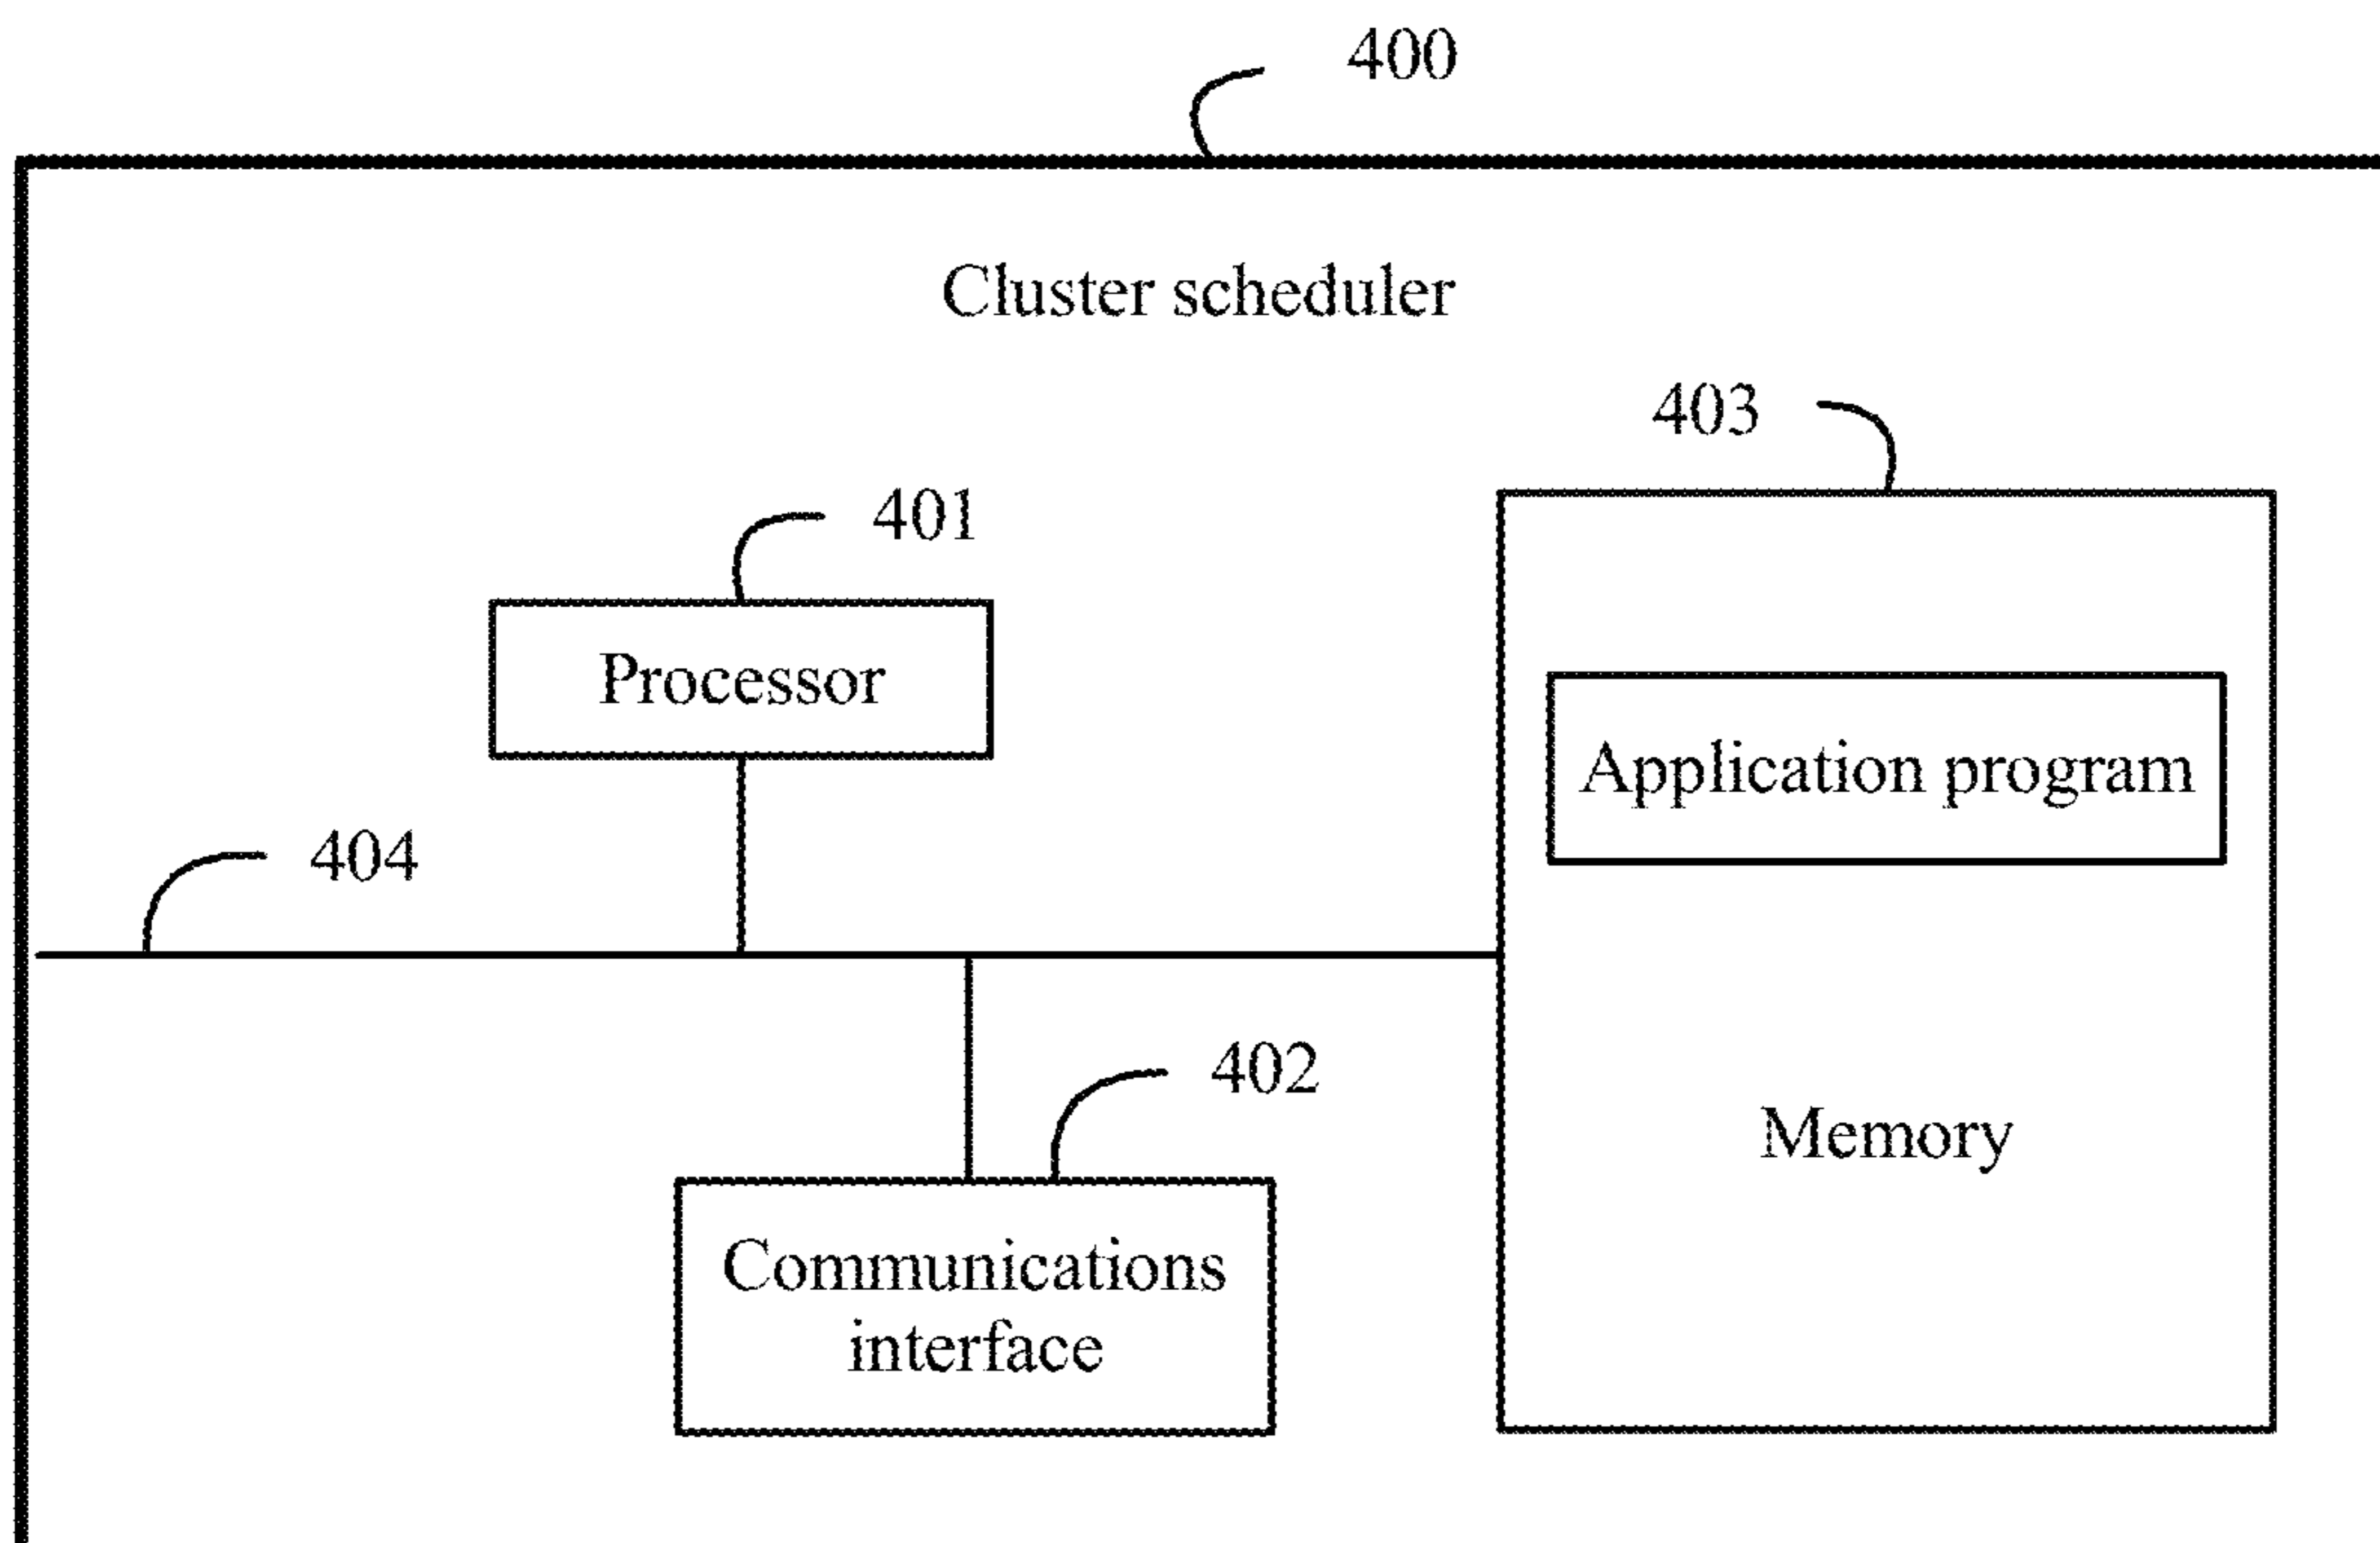 400
Cluster scheduler
403
401
Processor
Application program
404
402
Memory
Communications
interface